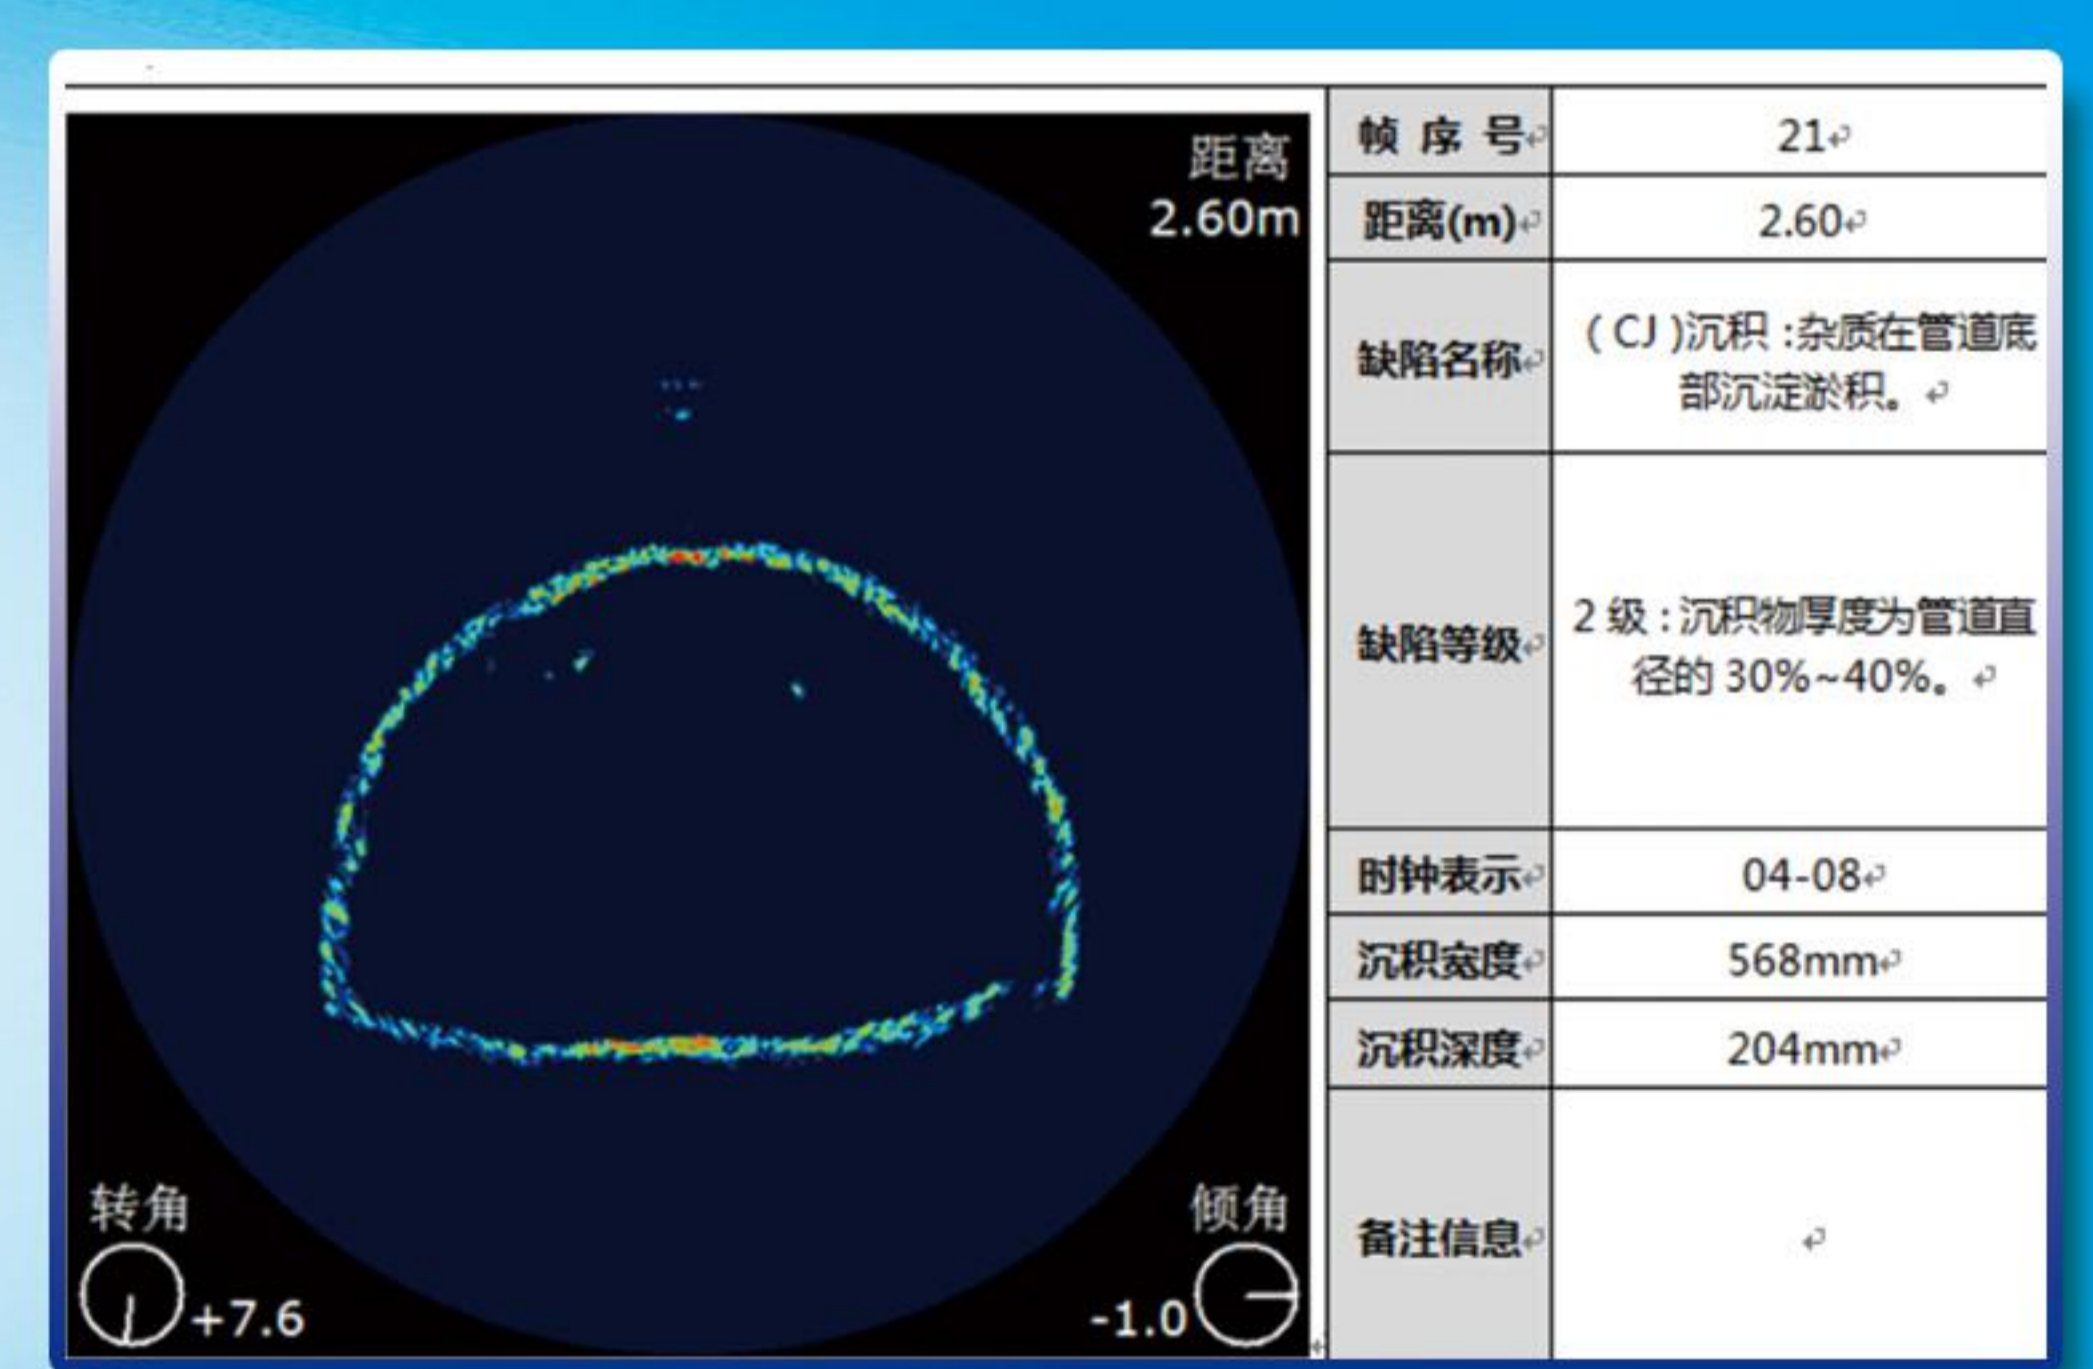 距离
2.60m
转角
+7.6
倾角
-1.0
帧 序 号
21
距离(m)
2.60
缺陷名称
( CJ )沉积 :杂质在管道底
部沉淀淤积。
缺陷等级
2 级 : 沉积物厚度为管道直
径的 30%~40%。
时钟表示
04-08
沉积宽度
568mm
沉积深度
204mm
备注信息